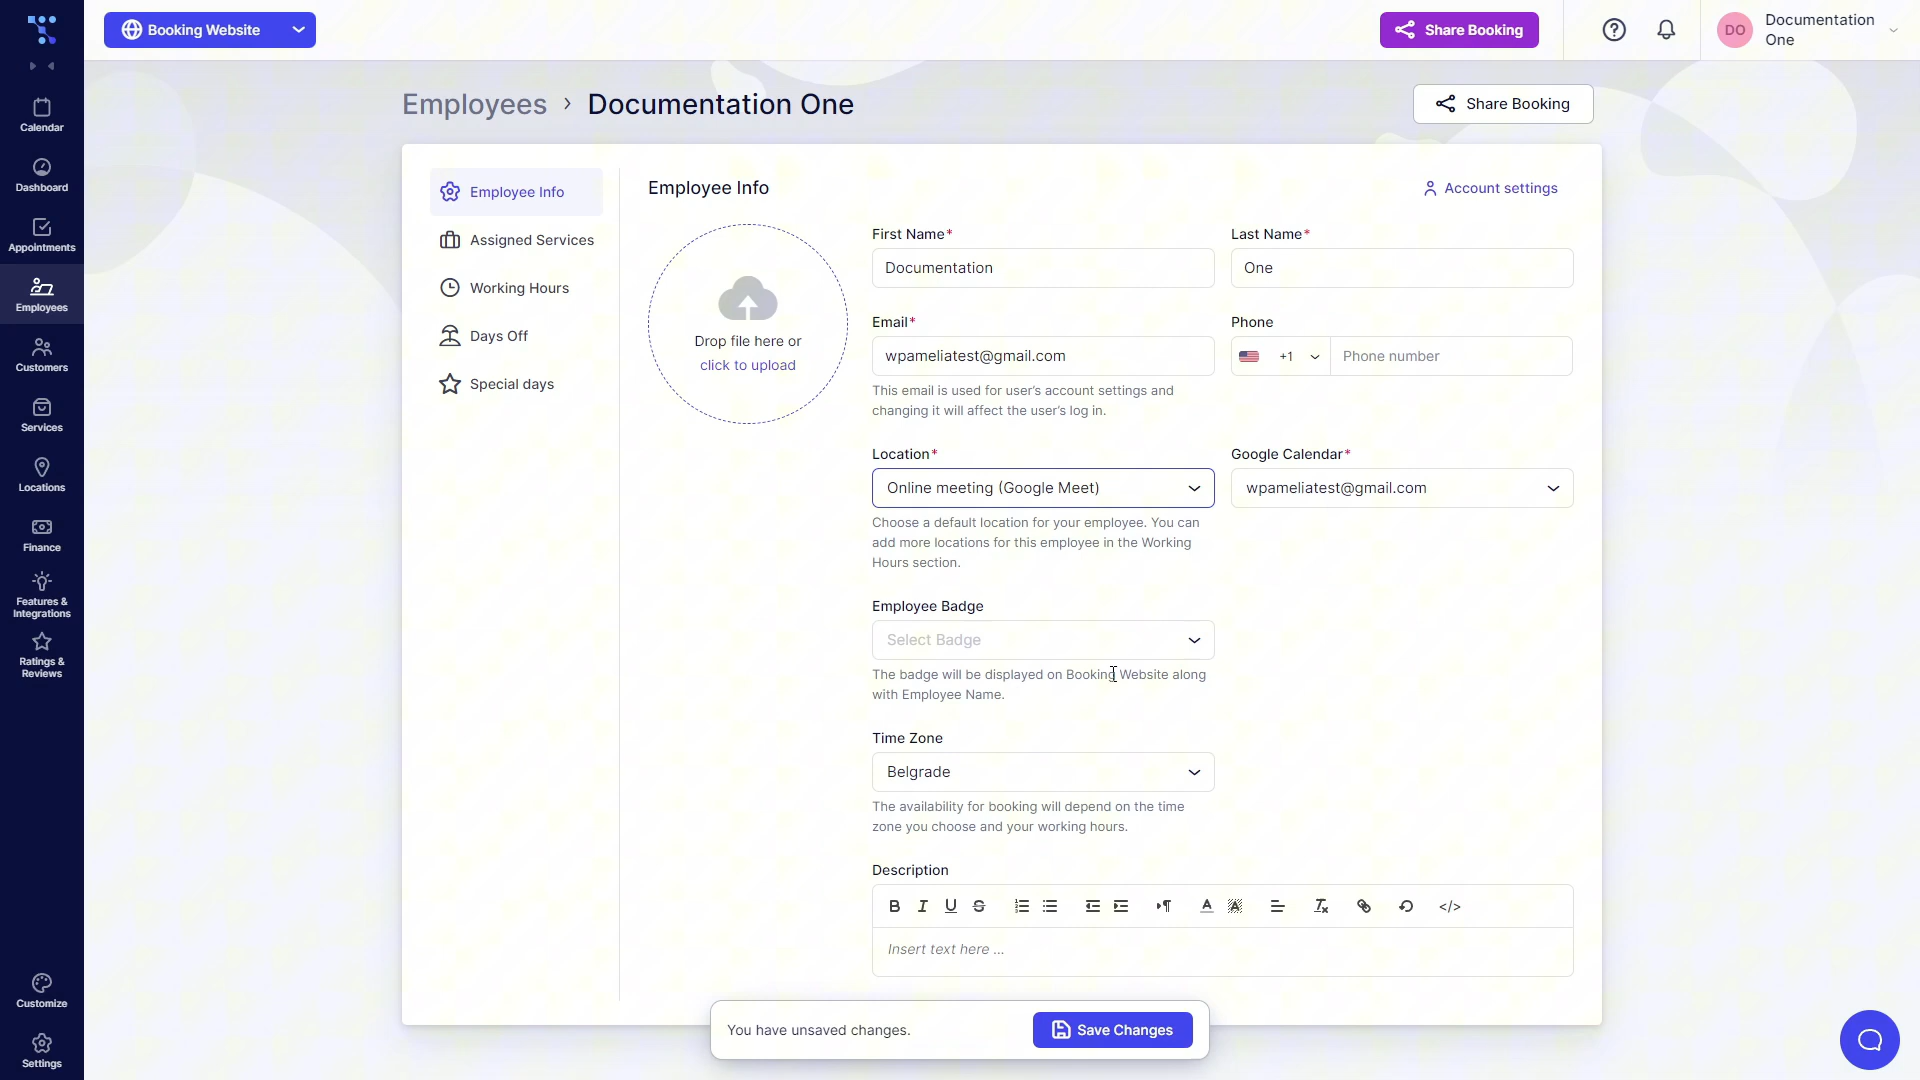 Booking Website
Share Booking
DO
Documentation
One
Calendar
Dashboard
Appointments
Employees
Customers
Services
Locations
Finance
Features &
Integrations
Ratings &
Reviews
Customize
Settings
Employees › Documentation One
Share Booking
Employee Info
Assigned Services
Working Hours
Days Off
Special days
Employee Info
Account settings
Drop file here or
click to upload
First Name*
Documentation
Last Name*
One
Email*
wpameliatest@gmail.com
This email is used for user's account settings and
changing it will affect the user's log in.
Phone
+1
Phone number
Location*
Online meeting (Google Meet)
Choose a default location for your employee. You can
add more locations for this employee in the Working
Hours section.
Google Calendar*
wpameliatest@gmail.com
Employee Badge
Select Badge
The badge will be displayed on Booking Website along
with Employee Name.
Time Zone
Belgrade
The availability for booking will depend on the time
zone you choose and your working hours.
Description
Insert text here ...
You have unsaved changes.
Save Changes